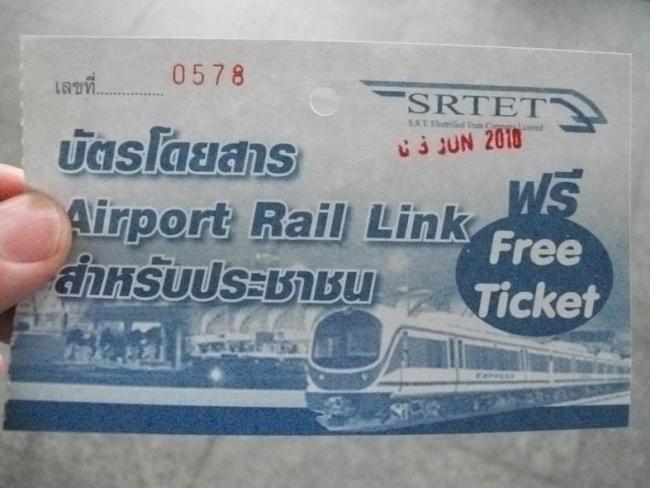 เลขที่................ 0578
SRTET
S.R.T. Electrified Train Company Limited
03 JUN 2010
บัตรโดยสาร
ฟรี
Airport Rail Link
Free
Ticket
สำหรับประชาชน
EXPRESS